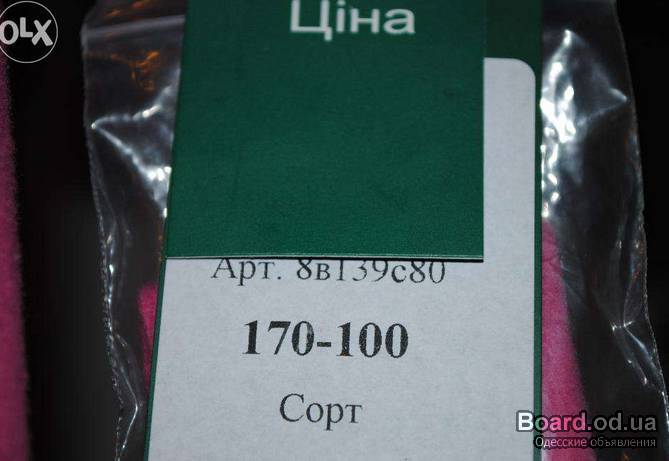 OLX
Ціна
Арт. 8в139с80
170-100
Сорт
Board.od.ua
Одесские объявления